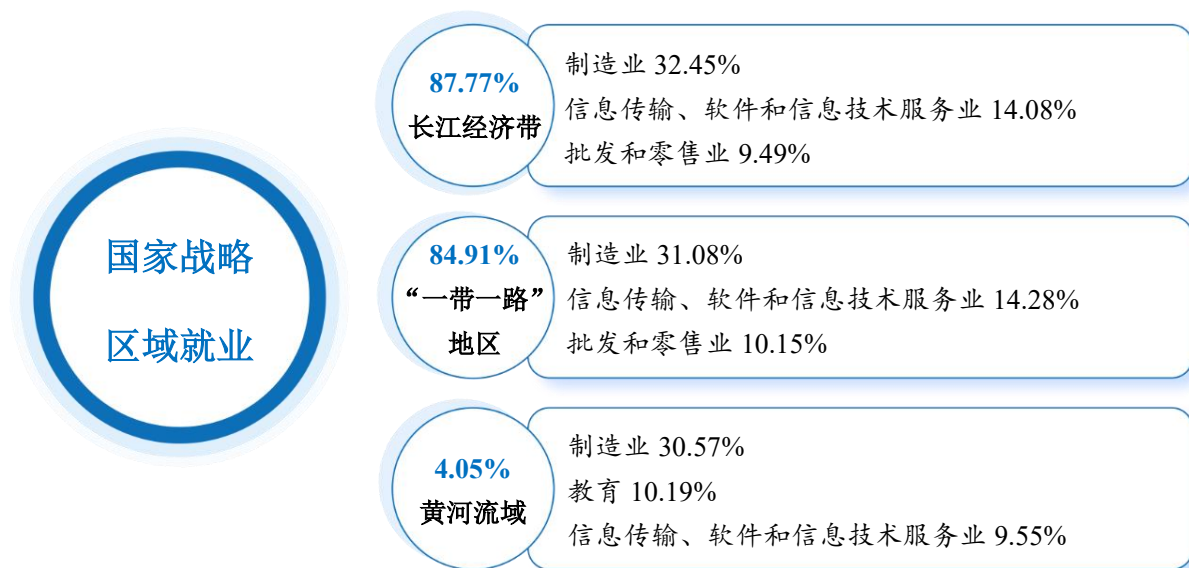 国家战略
区域就业
87.77%
长江经济带
制造业 32.45%
信息传输、软件和信息技术服务业 14.08%
批发和零售业 9.49%
84.91%
“一带一路”
地区
制造业 31.08%
信息传输、软件和信息技术服务业 14.28%
批发和零售业 10.15%
4.05%
黄河流域
制造业 30.57%
教育 10.19%
信息传输、软件和信息技术服务业 9.55%